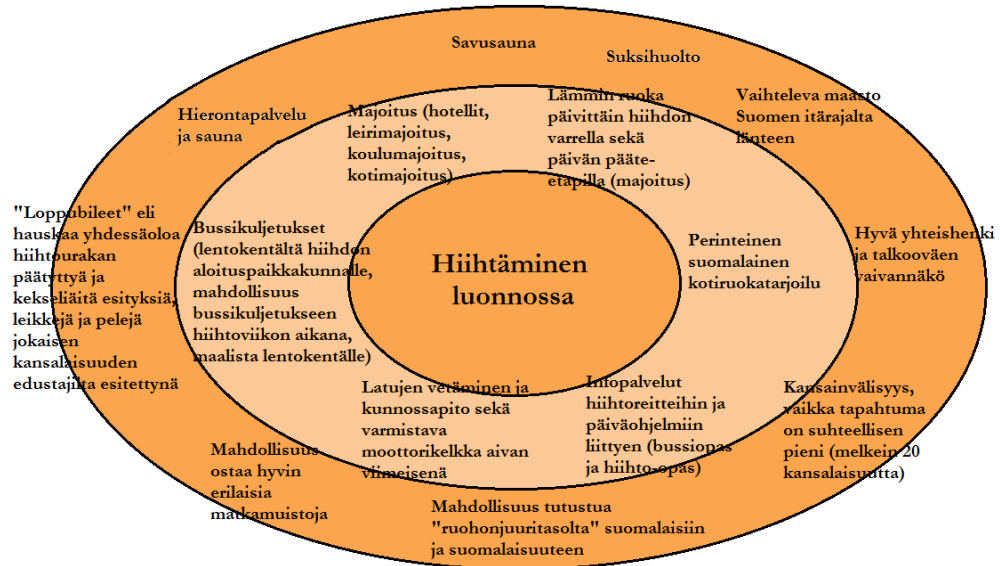 Savusauna
Suksihuolto
Hierontapalvelu
ja sauna
Majoitus (hotellit,
leirimajoitus,
koulumajoitus,
kotimajoitus)
Lämmin ruoka
päivittäin hiihdon
varrella sekä
päivän pääte-
etapilla (majoitus)
Vaihteleva maasto
Suomen itärajalta
länteen
"Loppubileet" eli
hauskaa yhdessäoloa
hiihtourakan
päätyttyä ja
kekseliäitä esityksiä,
leikkejä ja pelejä
jokaisen
kansalaisuuden
edustajilta esitettynä
Bussikuljetukset
(lentokentältä hiihdon
aloituspaikkakunnalle,
mahdollisuus
bussikuljetukseen
hiihtoviikon aikana,
maalista lentokentälle)
Hiihtäminen
luonnossa
Perinteinen
suomalainen
kotiruokatarjoilu
Hyvä yhteishenki
ja talkooväen
vaivannäkö
Latujen vetäminen ja
kunnossapito sekä
varmistava
moottorikelkka aivan
viimeisenä
Infopalvelut
hiihtoreitteihin ja
päiväohjelmiin
liittyen (bussiopas
ja hiihto-opas)
Kansainvälisyys,
vaikka tapahtuma
on suhteellisen
pieni (melkein 20
kansalaisuutta)
Mahdollisuus
ostaa hyvin
erilaisia
matkamuistoja
Mahdollisuus tutustua
"ruohonjuuritasolta" suomalaisiin
ja suomalaisuuteen